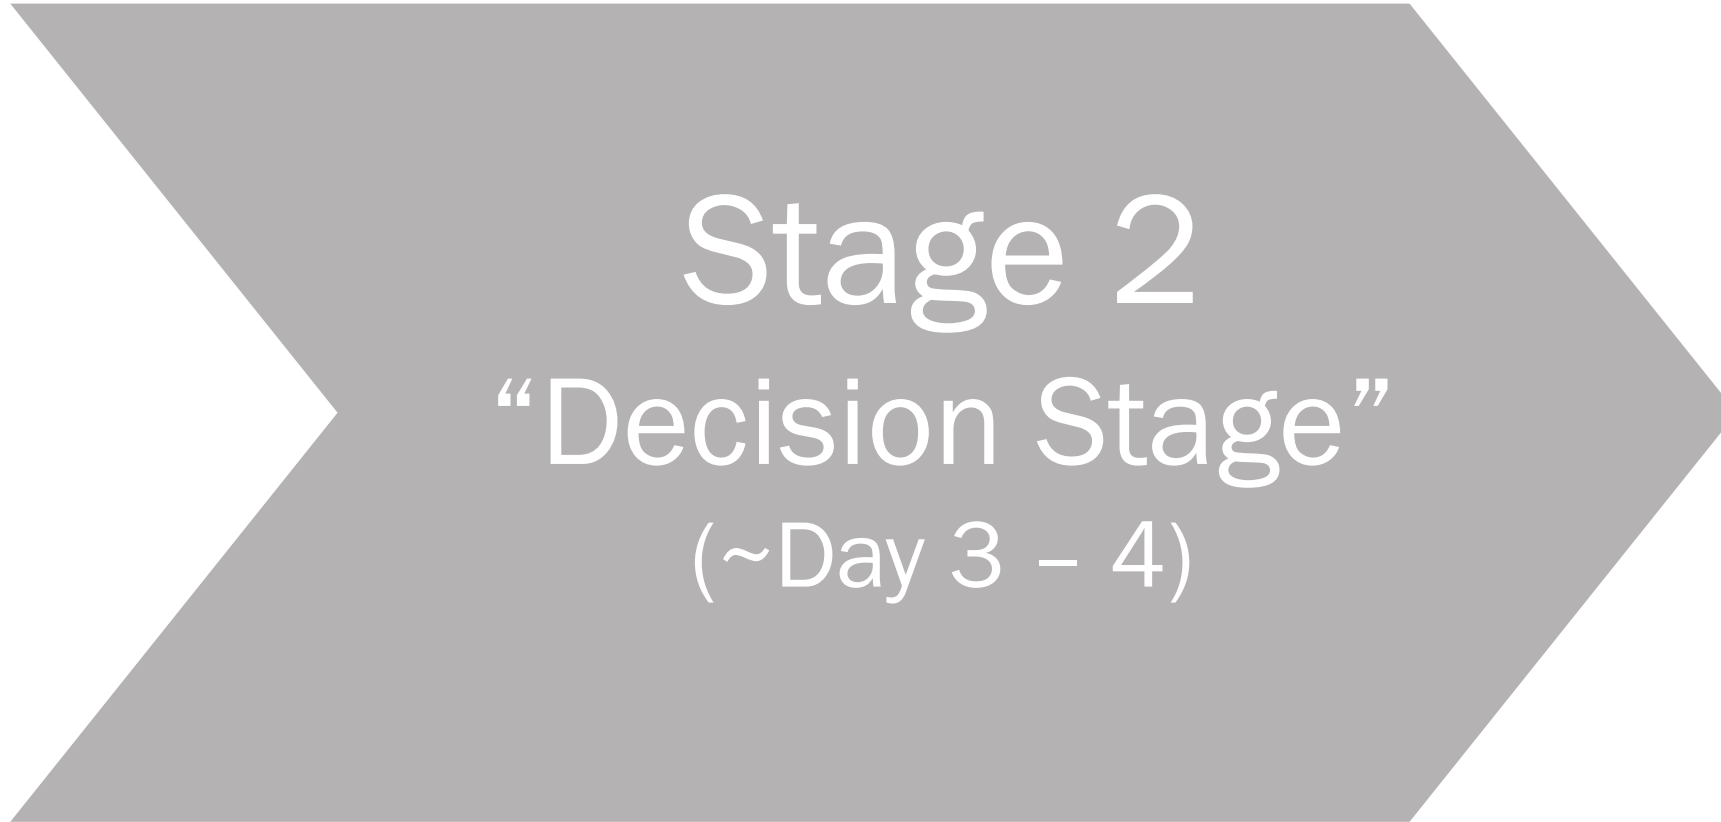 Stage 2
“Decision Stage”
(~Day 3 – 4)